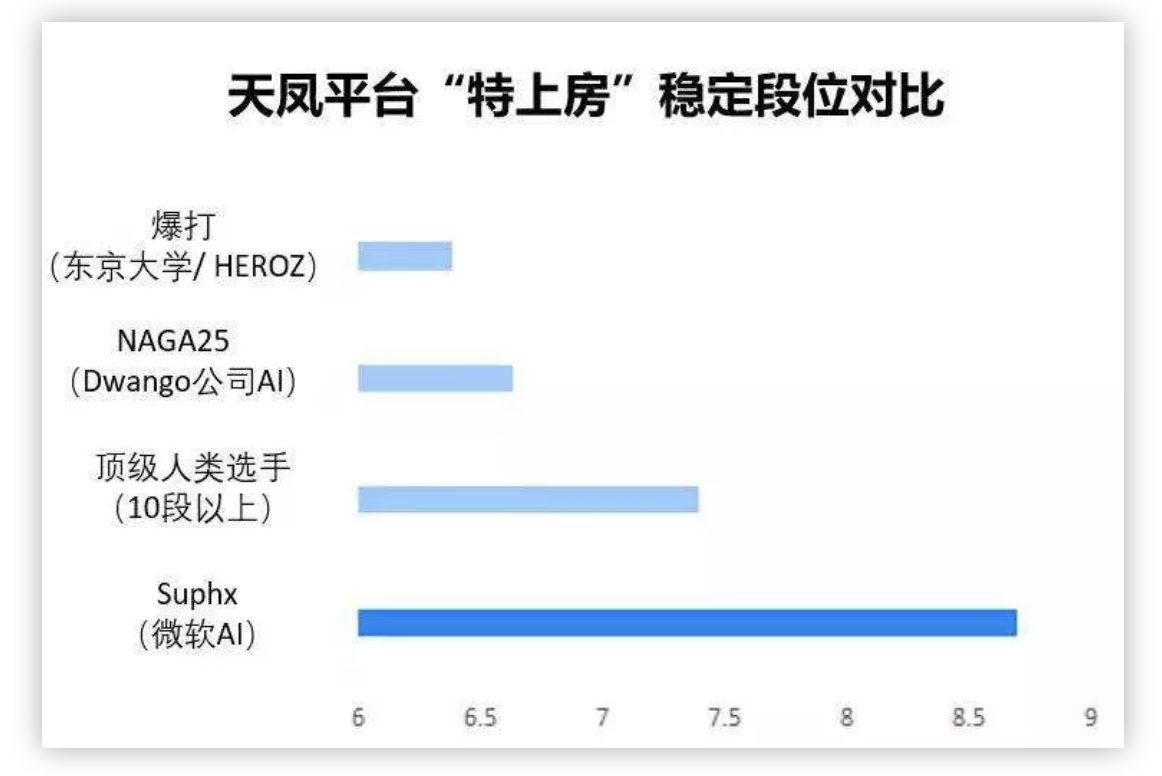 天凤平台“特上房”稳定段位对比
爆打
（东京大学/ HEROZ）
NAGA25
（Dwango公司AI）
顶级人类选手
（10段以上）
Suphx
（微软AI）
6 6.5 7 7.5 8 8.5 9